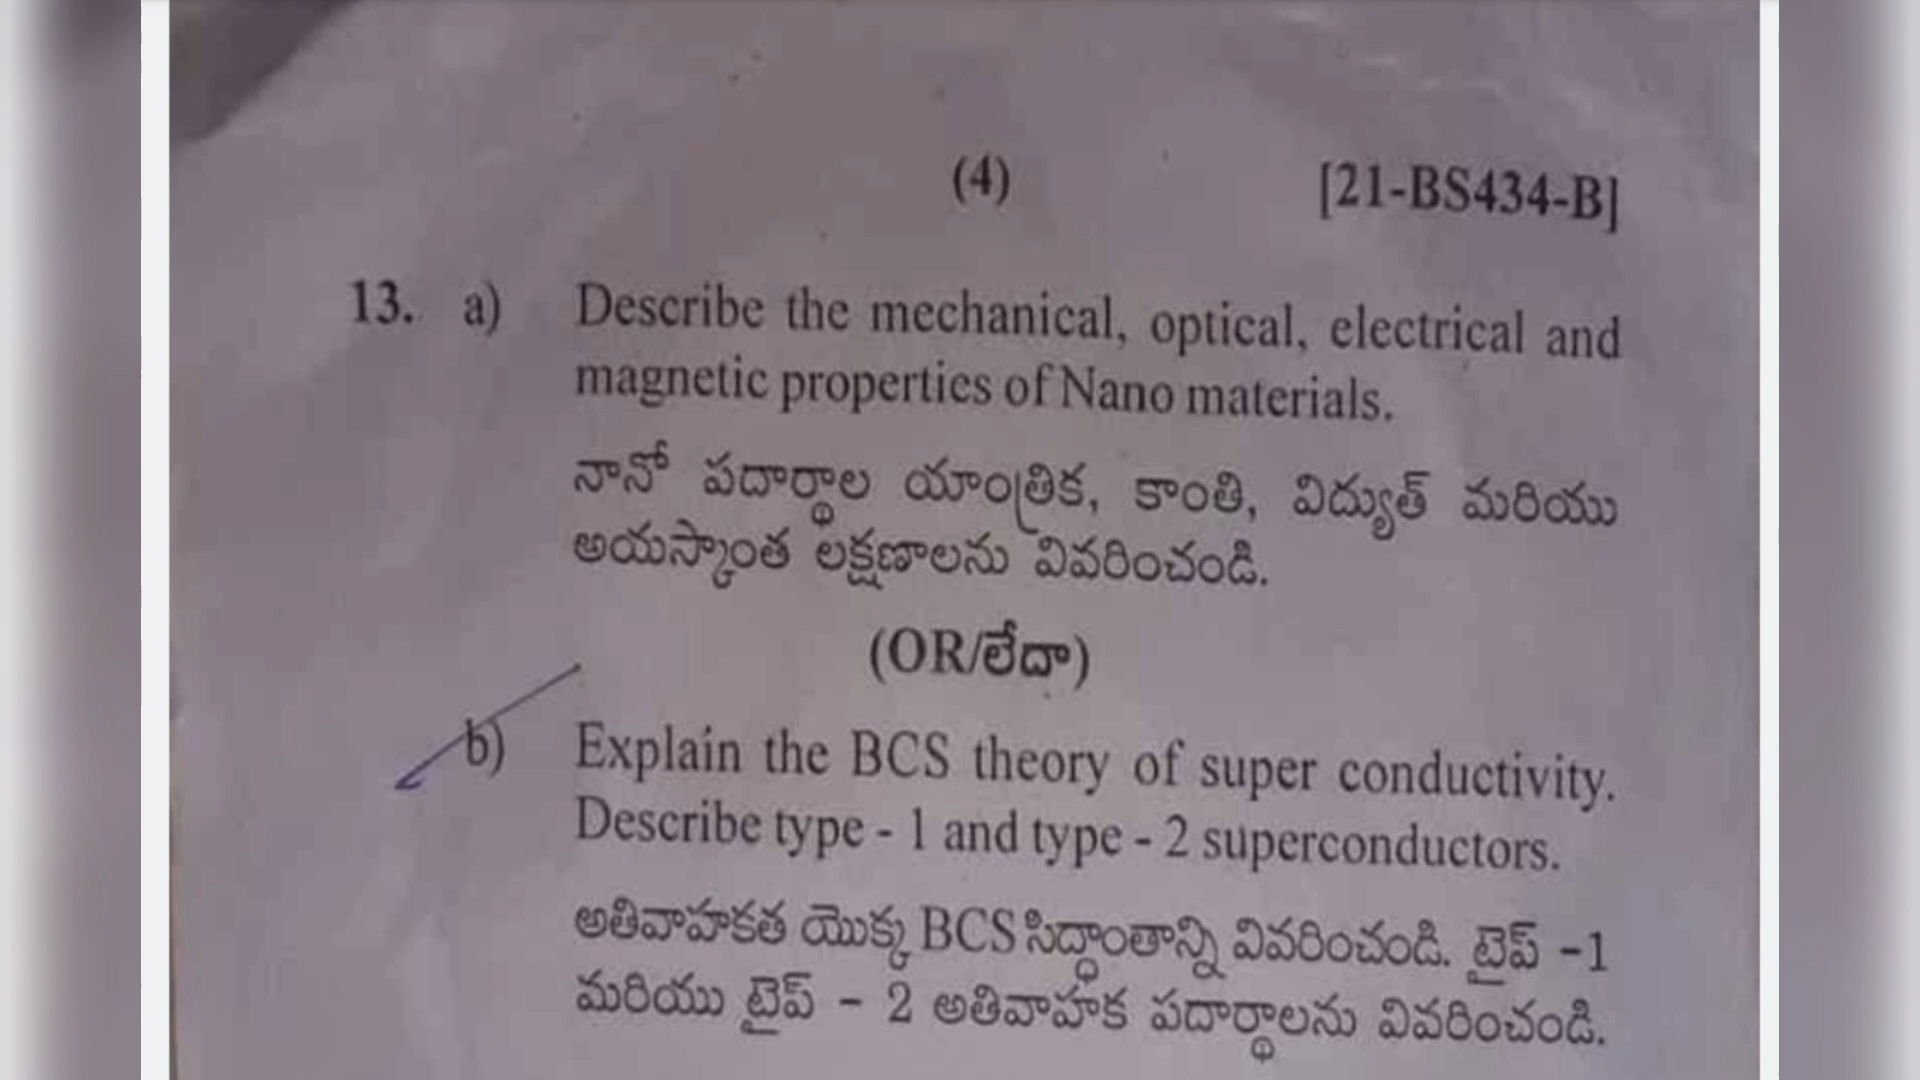 (4) [21-BS434-B]
13. a) Describe the mechanical, optical, electrical and
magnetic properties of Nano materials.
నానో పదార్థాల యాంత్రిక, కాంతి, విద్యుత్ మరియు
అయస్కాంత లక్షణాలను వివరించండి.
(OR/లేదా)
b) Explain the BCS theory of super conductivity.
Describe type - 1 and type - 2 superconductors.
అతివాహకత యొక్క BCS సిద్ధాంతాన్ని వివరించండి. టైప్ -1
మరియు టైప్ - 2 అతివాహక పదార్థాలను వివరించండి.